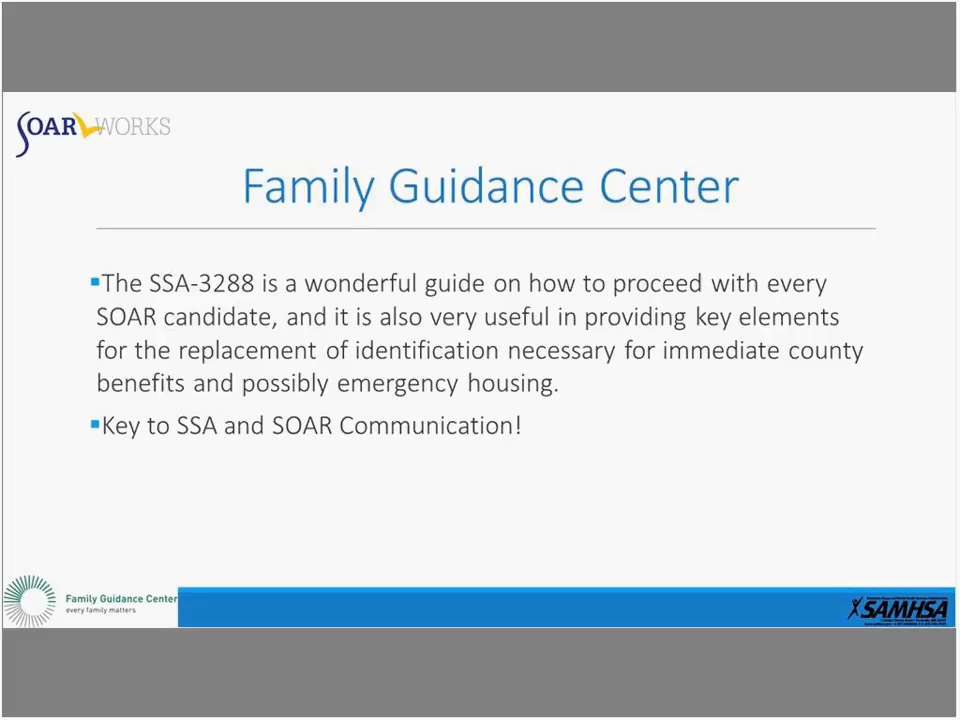 SOAR WORKS
Family Guidance Center
▪The SSA-3288 is a wonderful guide on how to proceed with every
SOAR candidate, and it is also very useful in providing key elements
for the replacement of identification necessary for immediate county
benefits and possibly emergency housing.
▪Key to SSA and SOAR Communication!
Family Guidance Center
every family matters
SAMHSA